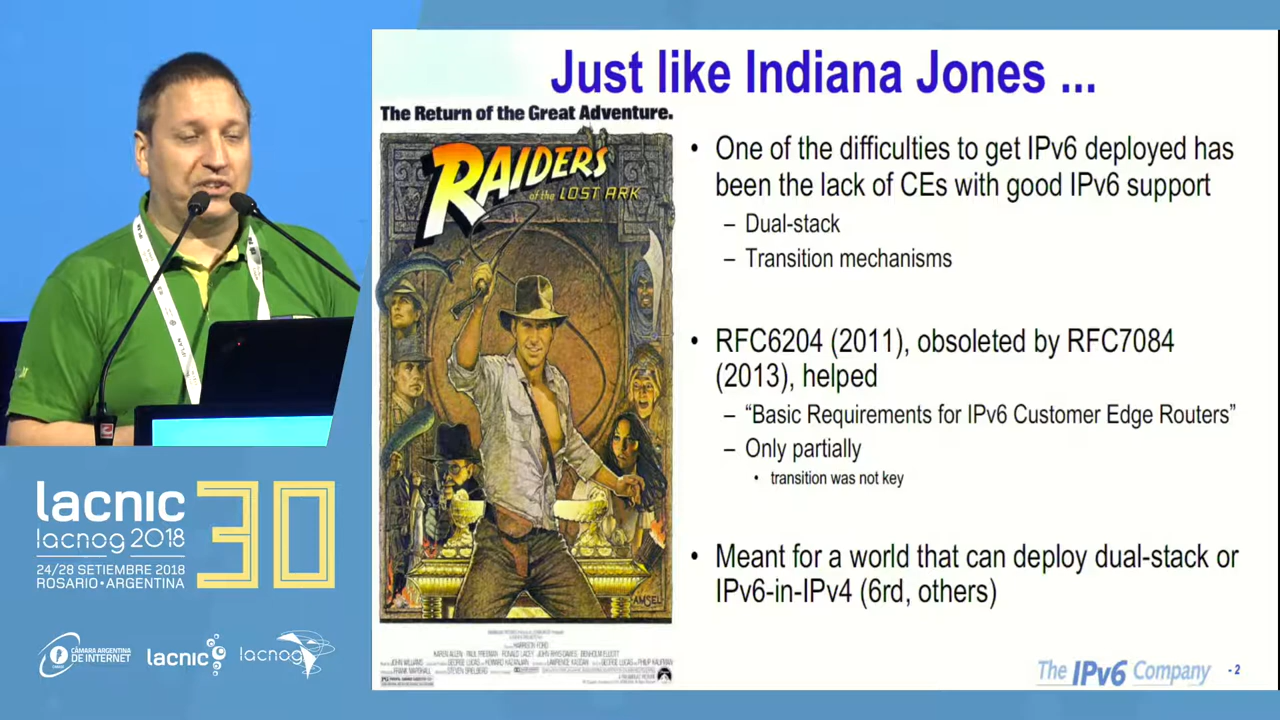 Just like Indiana Jones ...
The Return of the Great Adventure.
RAIDERS
of the LOST ARK
AMSEL
HARRISON FORD
• One of the difficulties to get IPv6 deployed has
been the lack of CEs with good IPv6 support
– Dual-stack
– Transition mechanisms
• RFC6204 (2011), obsoleted by RFC7084
(2013), helped
– “Basic Requirements for IPv6 Customer Edge Routers”
– Only partially
• transition was not key
• Meant for a world that can deploy dual-stack or
IPv6-in-IPv4 (6rd, others)
The IPv6 Company
- 2
lacnic 30
lacnog 2018
24/28 SETIEMBRE 2018
ROSARIO • ARGENTINA
CÁMARA ARGENTINA
DE INTERNET
lacnic
lacnog